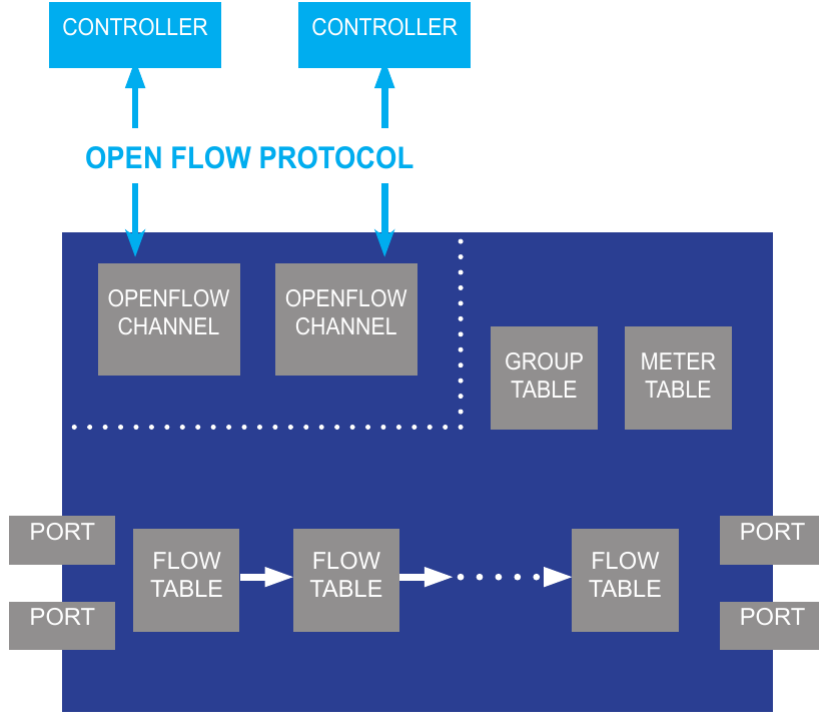 CONTROLLER
CONTROLLER
OPEN FLOW PROTOCOL
OPENFLOW
CHANNEL
OPENFLOW
CHANNEL
GROUP
TABLE
METER
TABLE
PORT
PORT
FLOW
TABLE
FLOW
TABLE
FLOW
TABLE
PORT
PORT